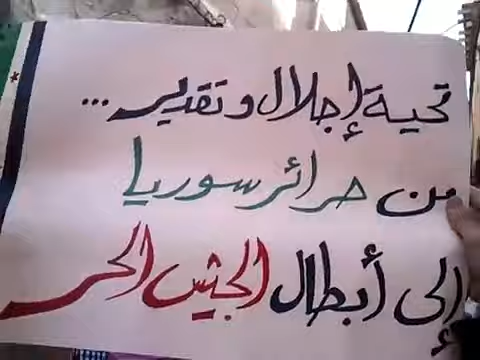 تحية إجلال وتقدير...
من حرائر سوريا
إلى أبطال الجيش الحر